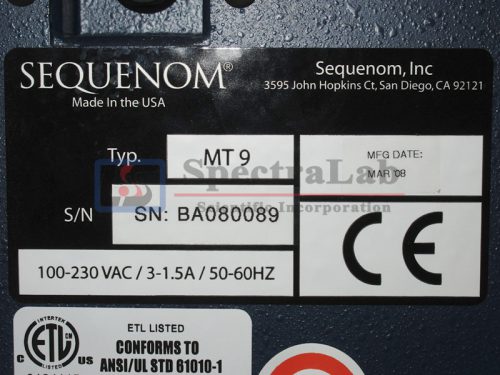 SEQUENOM®
Made In the USA
Sequenom, Inc
3595 John Hopkins Ct, San Diego, CA 92121
Typ. MT 9
MFG DATE:
MAR '08
SpectraLab
Scientific Incorporation
S/N SN: BA080089
CE
100-230 VAC / 3-1.5A / 50-60HZ
INTERTEK
C ETL US
ETL LISTED
CONFORMS TO
ANSI/UL STD 61010-1